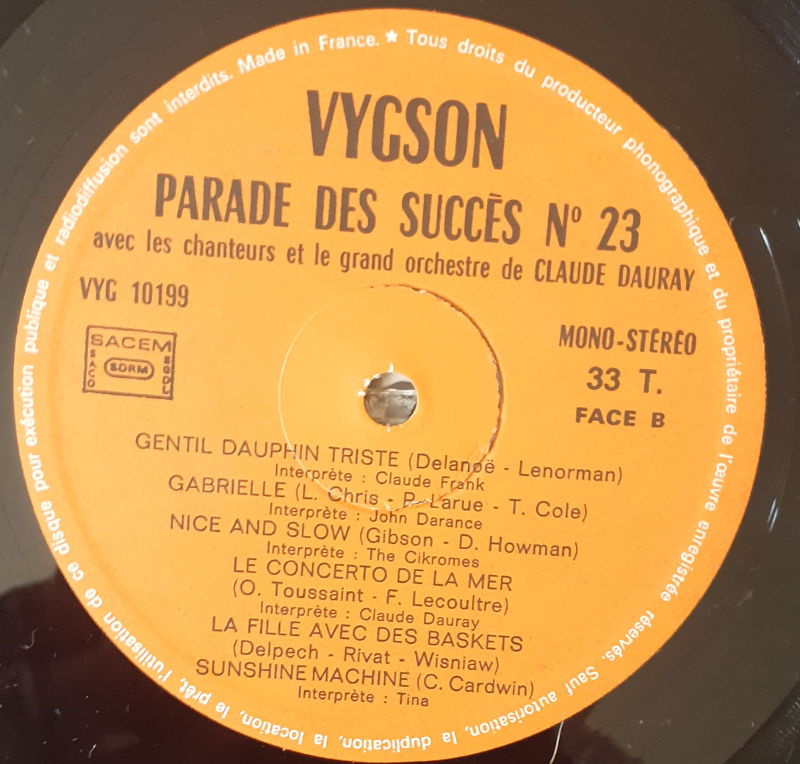 Tous droits du producteur phonographique et du propriétaire de l'œuvre enregistrée réservés. Sauf autorisation, la duplication, la location, le prêt, l'utilisation de ce disque pour exécution publique et radiodiffusion sont interdits. Made in France. ★
VYGSON
PARADE DES SUCCÈS Nº 23
avec les chanteurs et le grand orchestre de CLAUDE DAURAY
VYG 10199
SACEM
SACD
SDRM
SGDL
MONO-STÉRÉO
33 T.
FACE B
GENTIL DAUPHIN TRISTE (Delanoë - Lenorman)
Interprète : Claude Frank
GABRIELLE (L. Chris - P. Larue - T. Cole)
Interprète : John Darance
NICE AND SLOW (Gibson - D. Howman)
Interprète : The Cikromes
LE CONCERTO DE LA MER
(O. Toussaint - F. Lecoultre)
Interprète : Claude Dauray
LA FILLE AVEC DES BASKETS
(Delpech - Rivat - Wisniaw)
SUNSHINE MACHINE (C. Cardwin)
Interprète : Tina